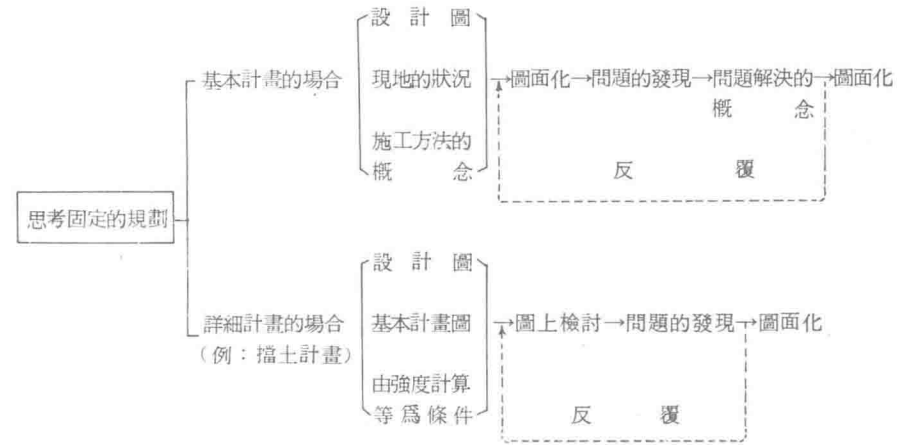 思考固定的規劃
基本計畫的場合
設計圖
現地的狀況
施工方法的
概念
→圖面化→問題的發現→問題解決的→圖面化
概念
反覆
詳細計畫的場合
（例：擋土計畫）
設計圖
基本計畫圖
由強度計算
等爲條件
→圖上檢討→問題的發現→圖面化
反覆